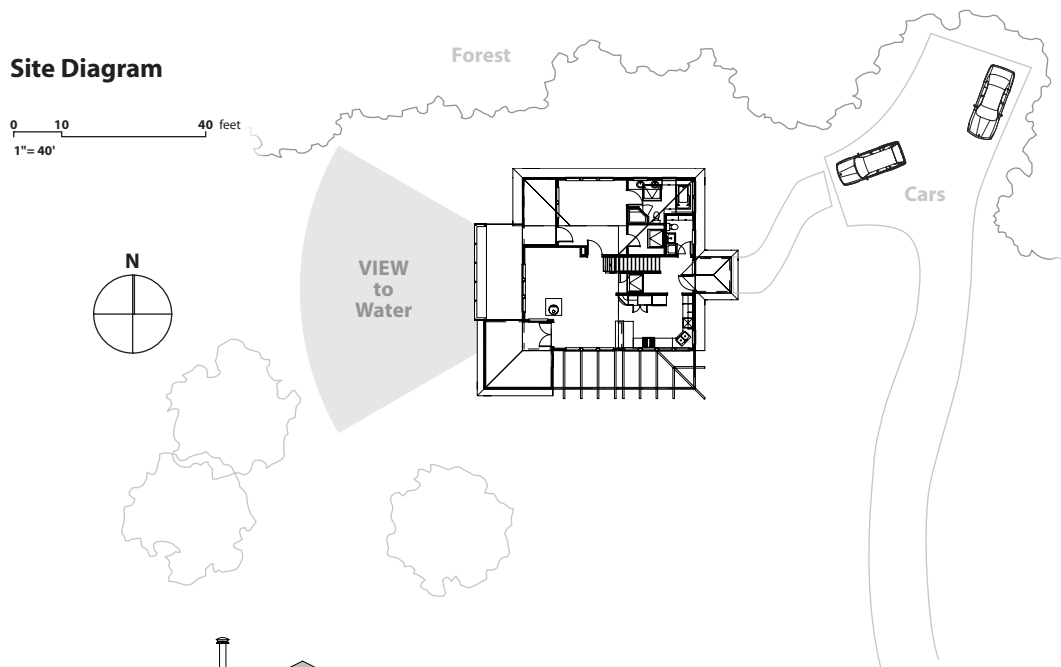 Forest
Site Diagram
0 10 40 feet
1"= 40'
Cars
N
VIEW
to
Water